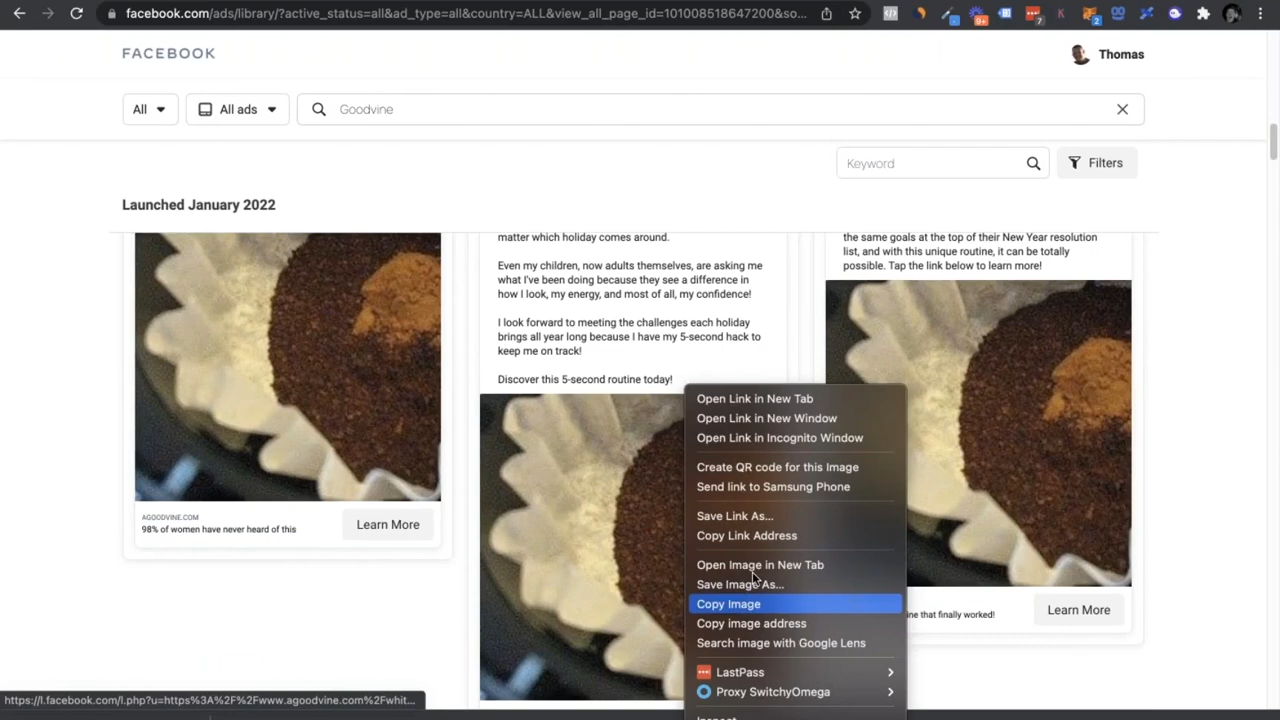 facebook.com/ads/library/?active_status=all&ad_type=all&country=ALL&view_all_page_id=101008518647200&so...
9+
7
2
FACEBOOK
Thomas
All
All ads
Goodvine
Keyword
Filters
Launched January 2022
AGOODVINE.COM
98% of women have never heard of this
Learn More
matter which holiday comes around.
Even my children, now adults themselves, are asking me
what I've been doing because they see a difference in
how I look, my energy, and most of all, my confidence!
I look forward to meeting the challenges each holiday
brings all year long because I have my 5-second hack to
keep me on track!
Discover this 5-second routine today!
the same goals at the top of their New Year resolution
list, and with this unique routine, it can be totally
possible. Tap the link below to learn more!
ine that finally worked!
Learn More
Open Link in New Tab
Open Link in New Window
Open Link in Incognito Window
Create QR code for this Image
Send link to Samsung Phone
Save Link As...
Copy Link Address
Open Image in New Tab
Save Image As...
Copy Image
Copy image address
Search image with Google Lens
LastPass
Proxy SwitchyOmega
https://l.facebook.com/l.php?u=https%3A%2F%2Fwww.agoodvine.com%2Fwhit...